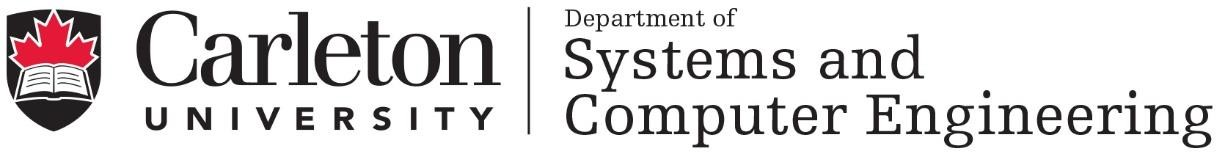 Carleton
UNIVERSITY
Department of
Systems and
Computer Engineering